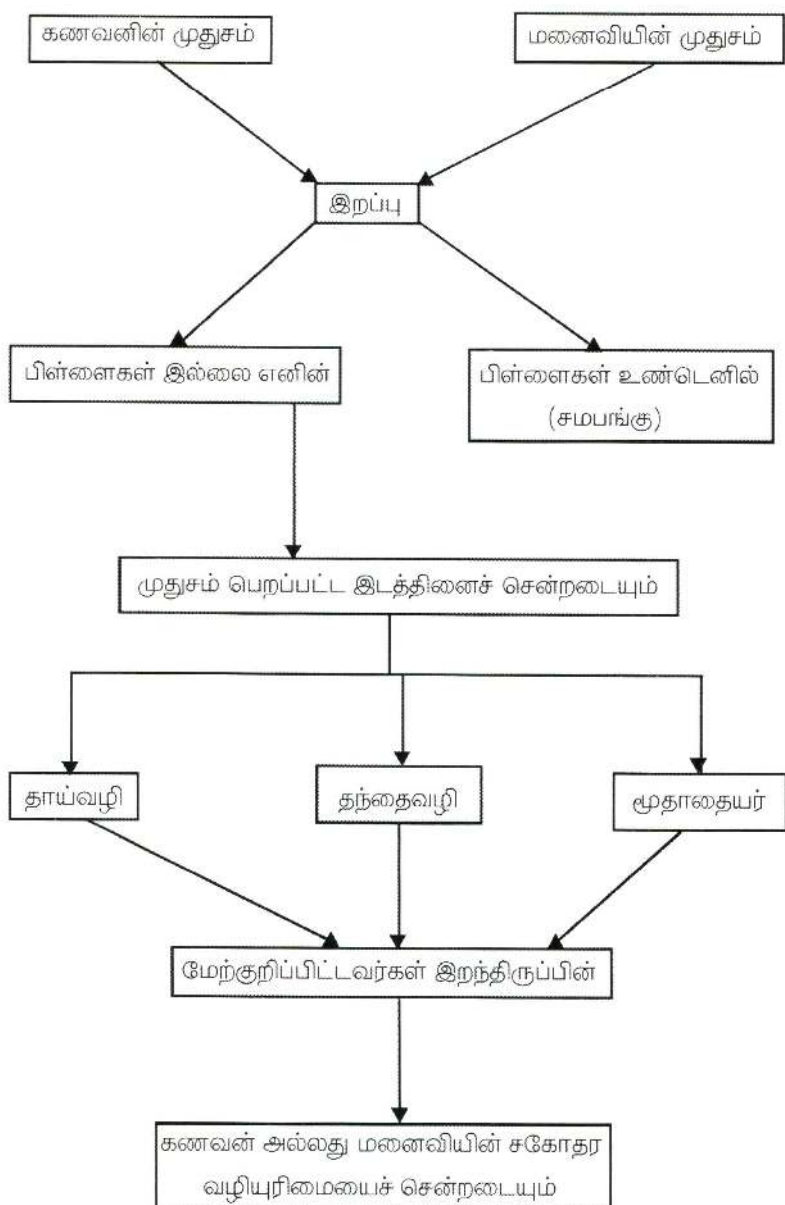 கணவனின் முதுசம்
மனைவியின் முதுசம்
இறப்பு
பிள்ளைகள் இல்லை எனின்
பிள்ளைகள் உண்டெனில்
(சமபங்கு)
முதுசம் பெறப்பட்ட இடத்தினைச் சென்றடையும்
தாய்வழி
தந்தைவழி
மூதாதையர்
மேற்குறிப்பிட்டவர்கள் இறந்திருப்பின்
கணவன் அல்லது மனைவியின் சகோதர
வழியுரிமையைச் சென்றடையும்